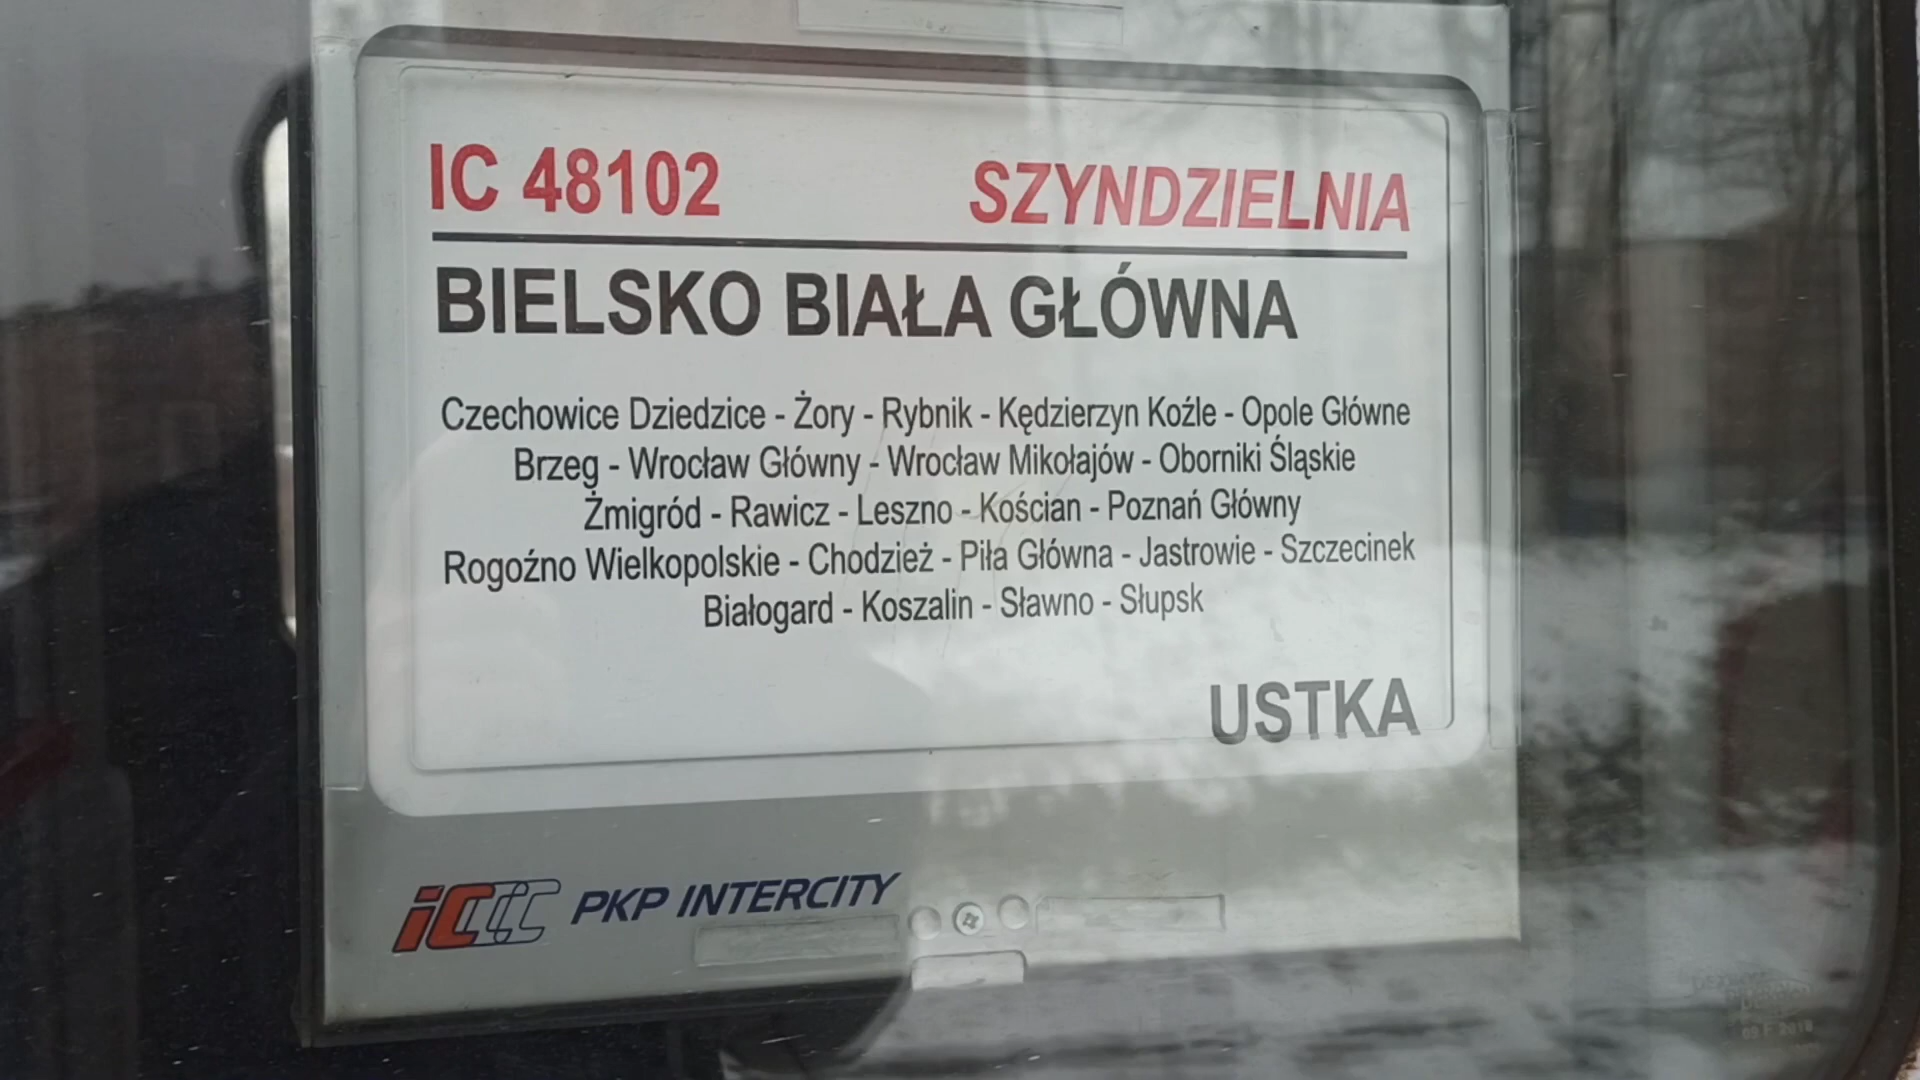 IC 48102 SZYNDZIELNIA
BIELSKO BIAŁA GŁÓWNA
Czechowice Dziedzice - Żory - Rybnik - Kędzierzyn Koźle - Opole Główne
Brzeg - Wrocław Główny - Wrocław Mikołajów - Oborniki Śląskie
Żmigród - Rawicz - Leszno - Kościan - Poznań Główny
Rogoźno Wielkopolskie - Chodzież - Piła Główna - Jastrowie - Szczecinek
Białogard - Koszalin - Sławno - Słupsk
USTKA
iC PKP INTERCITY